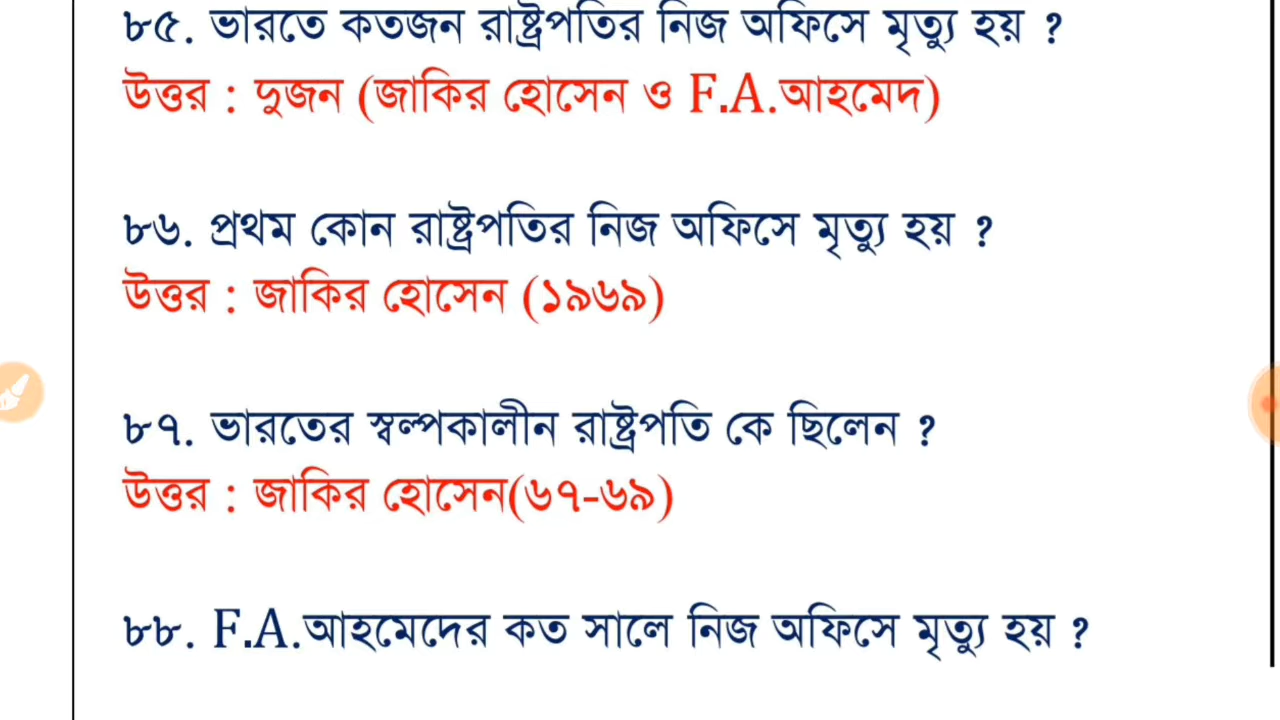 ৮৫. ভারতে কতজন রাষ্ট্রপতির নিজ অফিসে মৃত্যু হয় ?
উত্তর : দুজন (জাকির হোসেন ও F.A.আহমেদ)
৮৬. প্রথম কোন রাষ্ট্রপতির নিজ অফিসে মৃত্যু হয় ?
উত্তর : জাকির হোসেন (১৯৬৯)
৮৭. ভারতের স্বল্পকালীন রাষ্ট্রপতি কে ছিলেন ?
উত্তর : জাকির হোসেন(৬৭-৬৯)
৮৮. F.A.আহমেদের কত সালে নিজ অফিসে মৃত্যু হয় ?